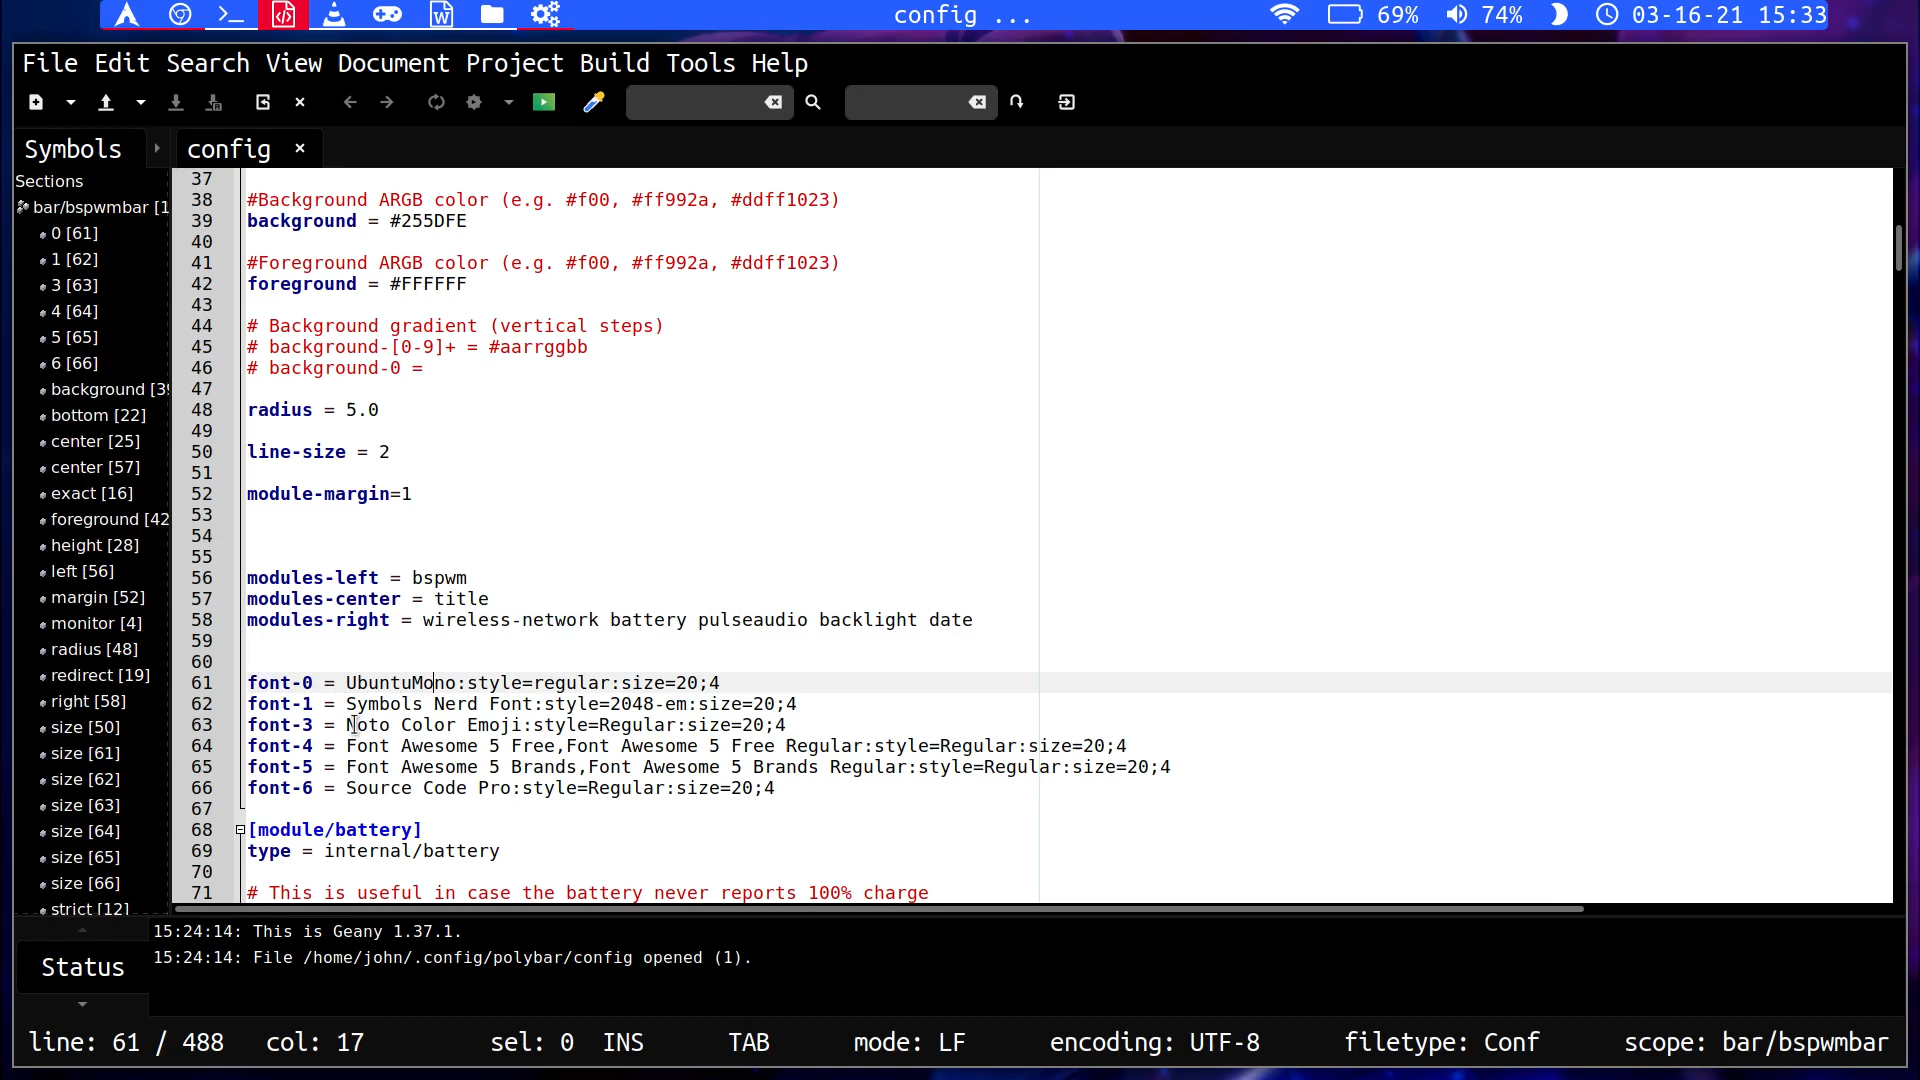 config ...
69%
74%
03-16-21 15:33
File Edit Search View Document Project Build Tools Help
Symbols
config
Sections
bar/bspwmbar [1
0 [61]
1 [62]
3 [63]
4 [64]
5 [65]
6 [66]
background [39
bottom [22]
center [25]
center [57]
exact [16]
foreground [42
height [28]
left [56]
margin [52]
monitor [4]
radius [48]
redirect [19]
right [58]
size [50]
size [61]
size [62]
size [63]
size [64]
size [65]
size [66]
strict [12]
37
38 #Background ARGB color (e.g. #f00, #ff992a, #ddff1023)
39 background = #255DFE
40
41 #Foreground ARGB color (e.g. #f00, #ff992a, #ddff1023)
42 foreground = #FFFFFF
43
44 # Background gradient (vertical steps)
45 # background-[0-9]+ = #aarrggbb
46 # background-0 =
47
48 radius = 5.0
49
50 line-size = 2
51
52 module-margin=1
53
54
55
56 modules-left = bspwm
57 modules-center = title
58 modules-right = wireless-network battery pulseaudio backlight date
59
60
61 font-0 = UbuntuMono:style=regular:size=20;4
62 font-1 = Symbols Nerd Font:style=2048-em:size=20;4
63 font-3 = Noto Color Emoji:style=Regular:size=20;4
64 font-4 = Font Awesome 5 Free,Font Awesome 5 Free Regular:style=Regular:size=20;4
65 font-5 = Font Awesome 5 Brands,Font Awesome 5 Brands Regular:style=Regular:size=20;4
66 font-6 = Source Code Pro:style=Regular:size=20;4
67
68 [module/battery]
69 type = internal/battery
70
71 # This is useful in case the battery never reports 100% charge
Status
15:24:14: This is Geany 1.37.1.
15:24:14: File /home/john/.config/polybar/config opened (1).
line: 61 / 488 col: 17 sel: 0 INS TAB mode: LF encoding: UTF-8 filetype: Conf scope: bar/bspwmbar